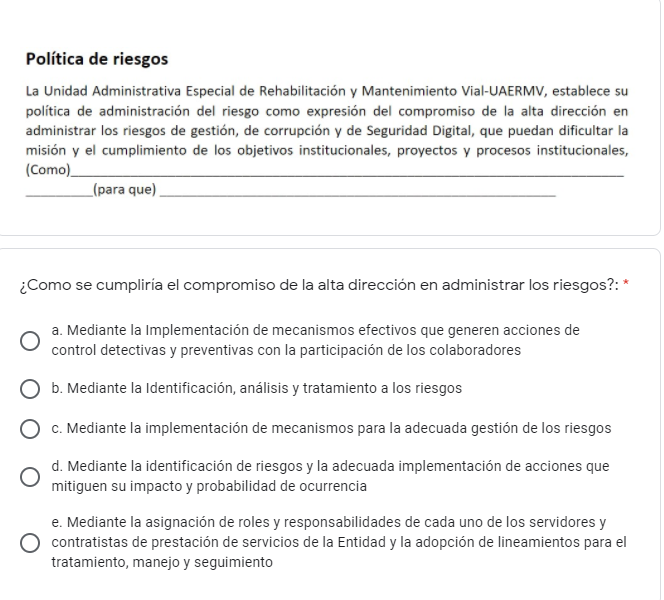 Política de riesgos
La Unidad Administrativa Especial de Rehabilitación y Mantenimiento Vial-UAERMV, establece su
política de administración del riesgo como expresión del compromiso de la alta dirección en
administrar los riesgos de gestión, de corrupción y de Seguridad Digital, que puedan dificultar la
misión y el cumplimiento de los objetivos institucionales, proyectos y procesos institucionales,
(Como)______________________________________________
__________(para que) ______________________________________________
¿Como se cumpliría el compromiso de la alta dirección en administrar los riesgos?: *
a. Mediante la Implementación de mecanismos efectivos que generen acciones de
control detectivas y preventivas con la participación de los colaboradores
b. Mediante la Identificación, análisis y tratamiento a los riesgos
c. Mediante la implementación de mecanismos para la adecuada gestión de los riesgos
d. Mediante la identificación de riesgos y la adecuada implementación de acciones que
mitiguen su impacto y probabilidad de ocurrencia
e. Mediante la asignación de roles y responsabilidades de cada uno de los servidores y
contratistas de prestación de servicios de la Entidad y la adopción de lineamientos para el
tratamiento, manejo y seguimiento